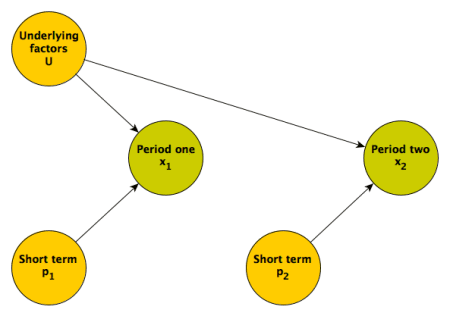 Underlying
factors
U
Period one
x1
Period two
x2
Short term
p1
Short term
p2